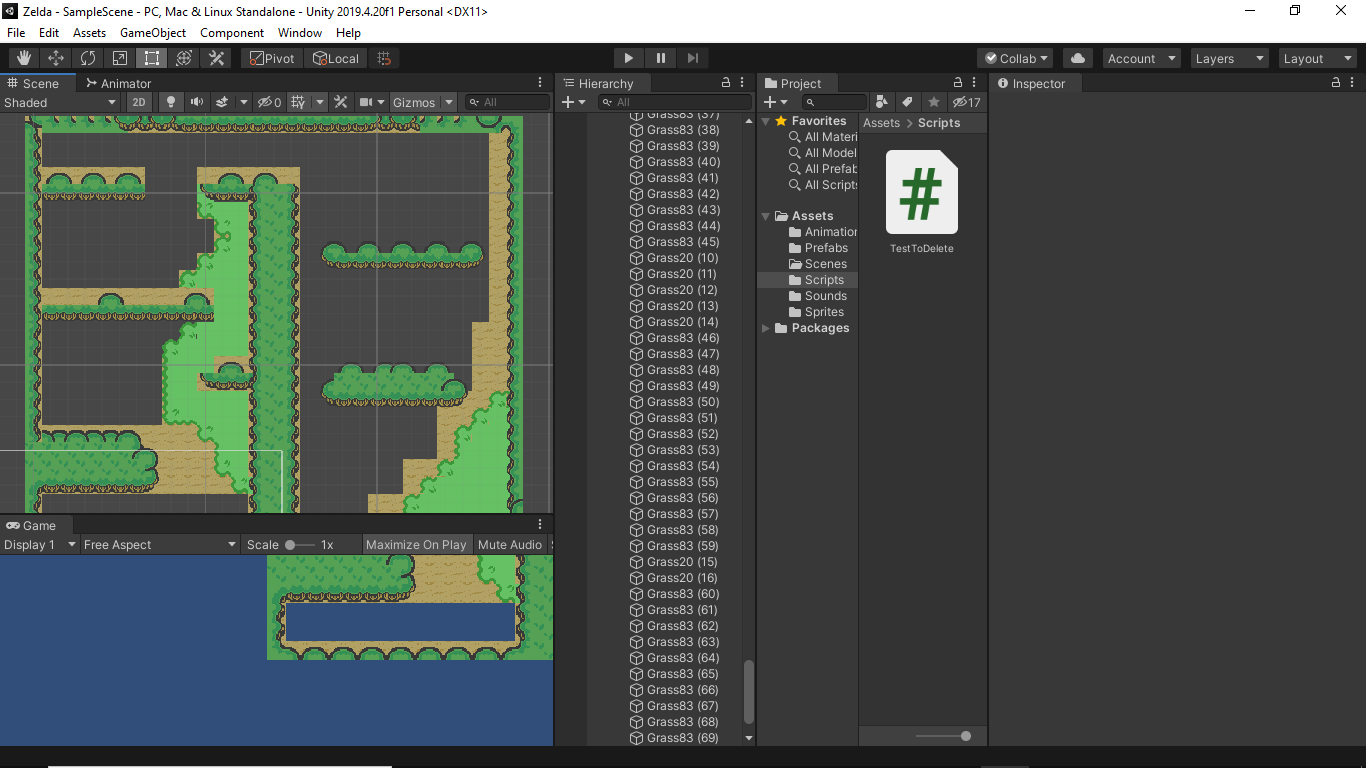 Zelda - SampleScene - PC, Mac & Linux Standalone - Unity 2019.4.20f1 Personal <DX11>
File Edit Assets GameObject Component Window Help
Pivot Local Collab Account Layers Layout
Scene Animator
Shaded 2D 0 Gizmos All
Hierarchy
All
Grass83 (37)
Grass83 (38)
Grass83 (39)
Grass83 (40)
Grass83 (41)
Grass83 (42)
Grass83 (43)
Grass83 (44)
Grass83 (45)
Grass20 (10)
Grass20 (11)
Grass20 (12)
Grass20 (13)
Grass20 (14)
Grass83 (46)
Grass83 (47)
Grass83 (48)
Grass83 (49)
Grass83 (50)
Grass83 (51)
Grass83 (52)
Grass83 (53)
Grass83 (54)
Grass83 (55)
Grass83 (56)
Grass83 (57)
Grass83 (58)
Grass83 (59)
Grass20 (15)
Grass20 (16)
Grass83 (60)
Grass83 (61)
Grass83 (62)
Grass83 (63)
Grass83 (64)
Grass83 (65)
Grass83 (66)
Grass83 (67)
Grass83 (68)
Grass83 (69)
Project
17
Favorites
All Materi
All Model
All Prefab
All Scripts
Assets
Animation
Prefabs
Scenes
Scripts
Sounds
Sprites
Packages
Assets > Scripts
#
TestToDelete
Inspector
Game
Display 1 Free Aspect Scale 1x Maximize On Play Mute Audio